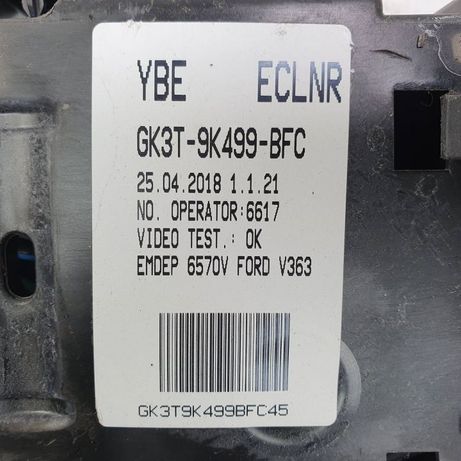 YBE ECLNR
GK3T-9K499-BFC
25.04.2018 1.1.21
NO. OPERATOR:6617
VIDEO TEST.: OK
EMDEP 6570V FORD V363
GK3T9K499BFC45